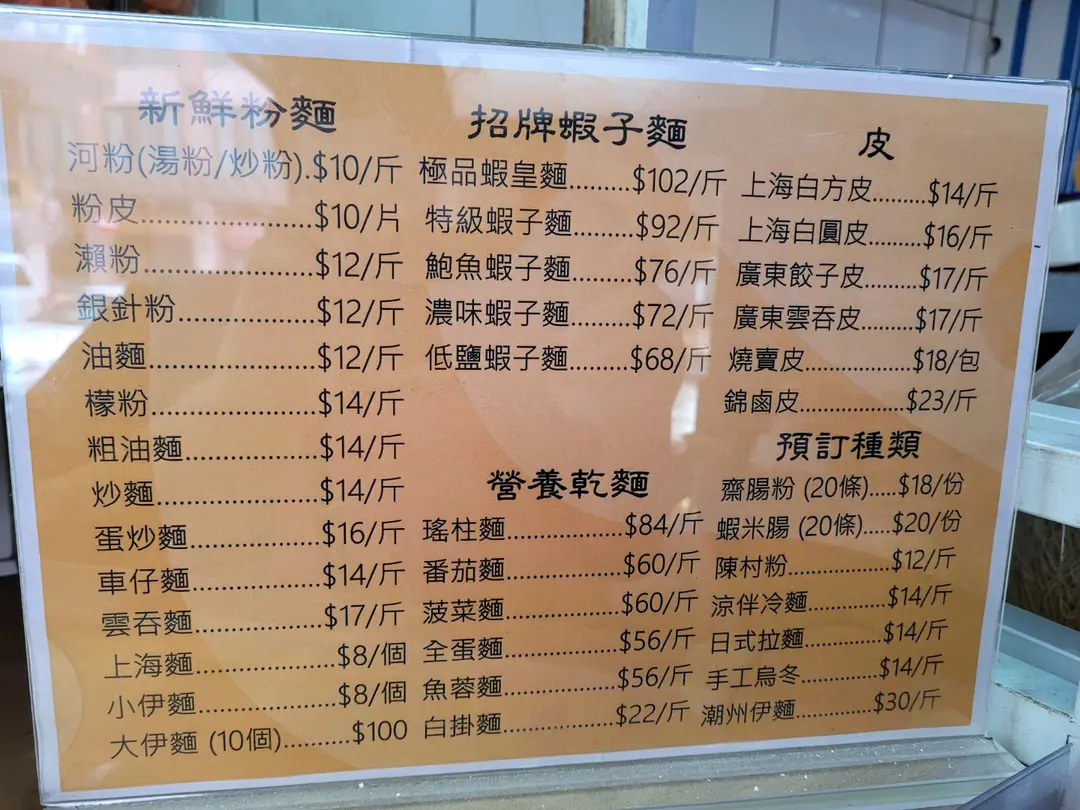 新鮮粉麵
河粉(湯粉/炒粉).$10/斤
粉皮..................$10/片
瀨粉..................$12/斤
銀針粉..............$12/斤
油麵..................$12/斤
檬粉..................$14/斤
粗油麵..............$14/斤
炒麵..................$14/斤
蛋炒麵..............$16/斤
車仔麵..............$14/斤
雲吞麵..............$17/斤
上海麵..............$8/個
小伊麵..............$8/個
大伊麵 (10個).........$100
招牌蝦子麵
極品蝦皇麵.........$102/斤
特級蝦子麵.........$92/斤
鮑魚蝦子麵.........$76/斤
濃味蝦子麵.........$72/斤
低鹽蝦子麵.........$68/斤
營養乾麵
瑤柱麵...............$84/斤
番茄麵...............$60/斤
菠菜麵...............$60/斤
全蛋麵...............$56/斤
魚蓉麵...............$56/斤
白掛麵...............$22/斤
皮
上海白方皮.........$14/斤
上海白圓皮.........$16/斤
廣東餃子皮.........$17/斤
廣東雲吞皮.........$17/斤
燒賣皮..................$18/包
錦鹵皮..................$23/斤
預訂種類
齋腸粉 (20條).....$18/份
蝦米腸 (20條).....$20/份
陳村粉.................$12/斤
涼伴冷麵.............$14/斤
日式拉麵.............$14/斤
手工烏冬.............$14/斤
潮州伊麵.............$30/斤